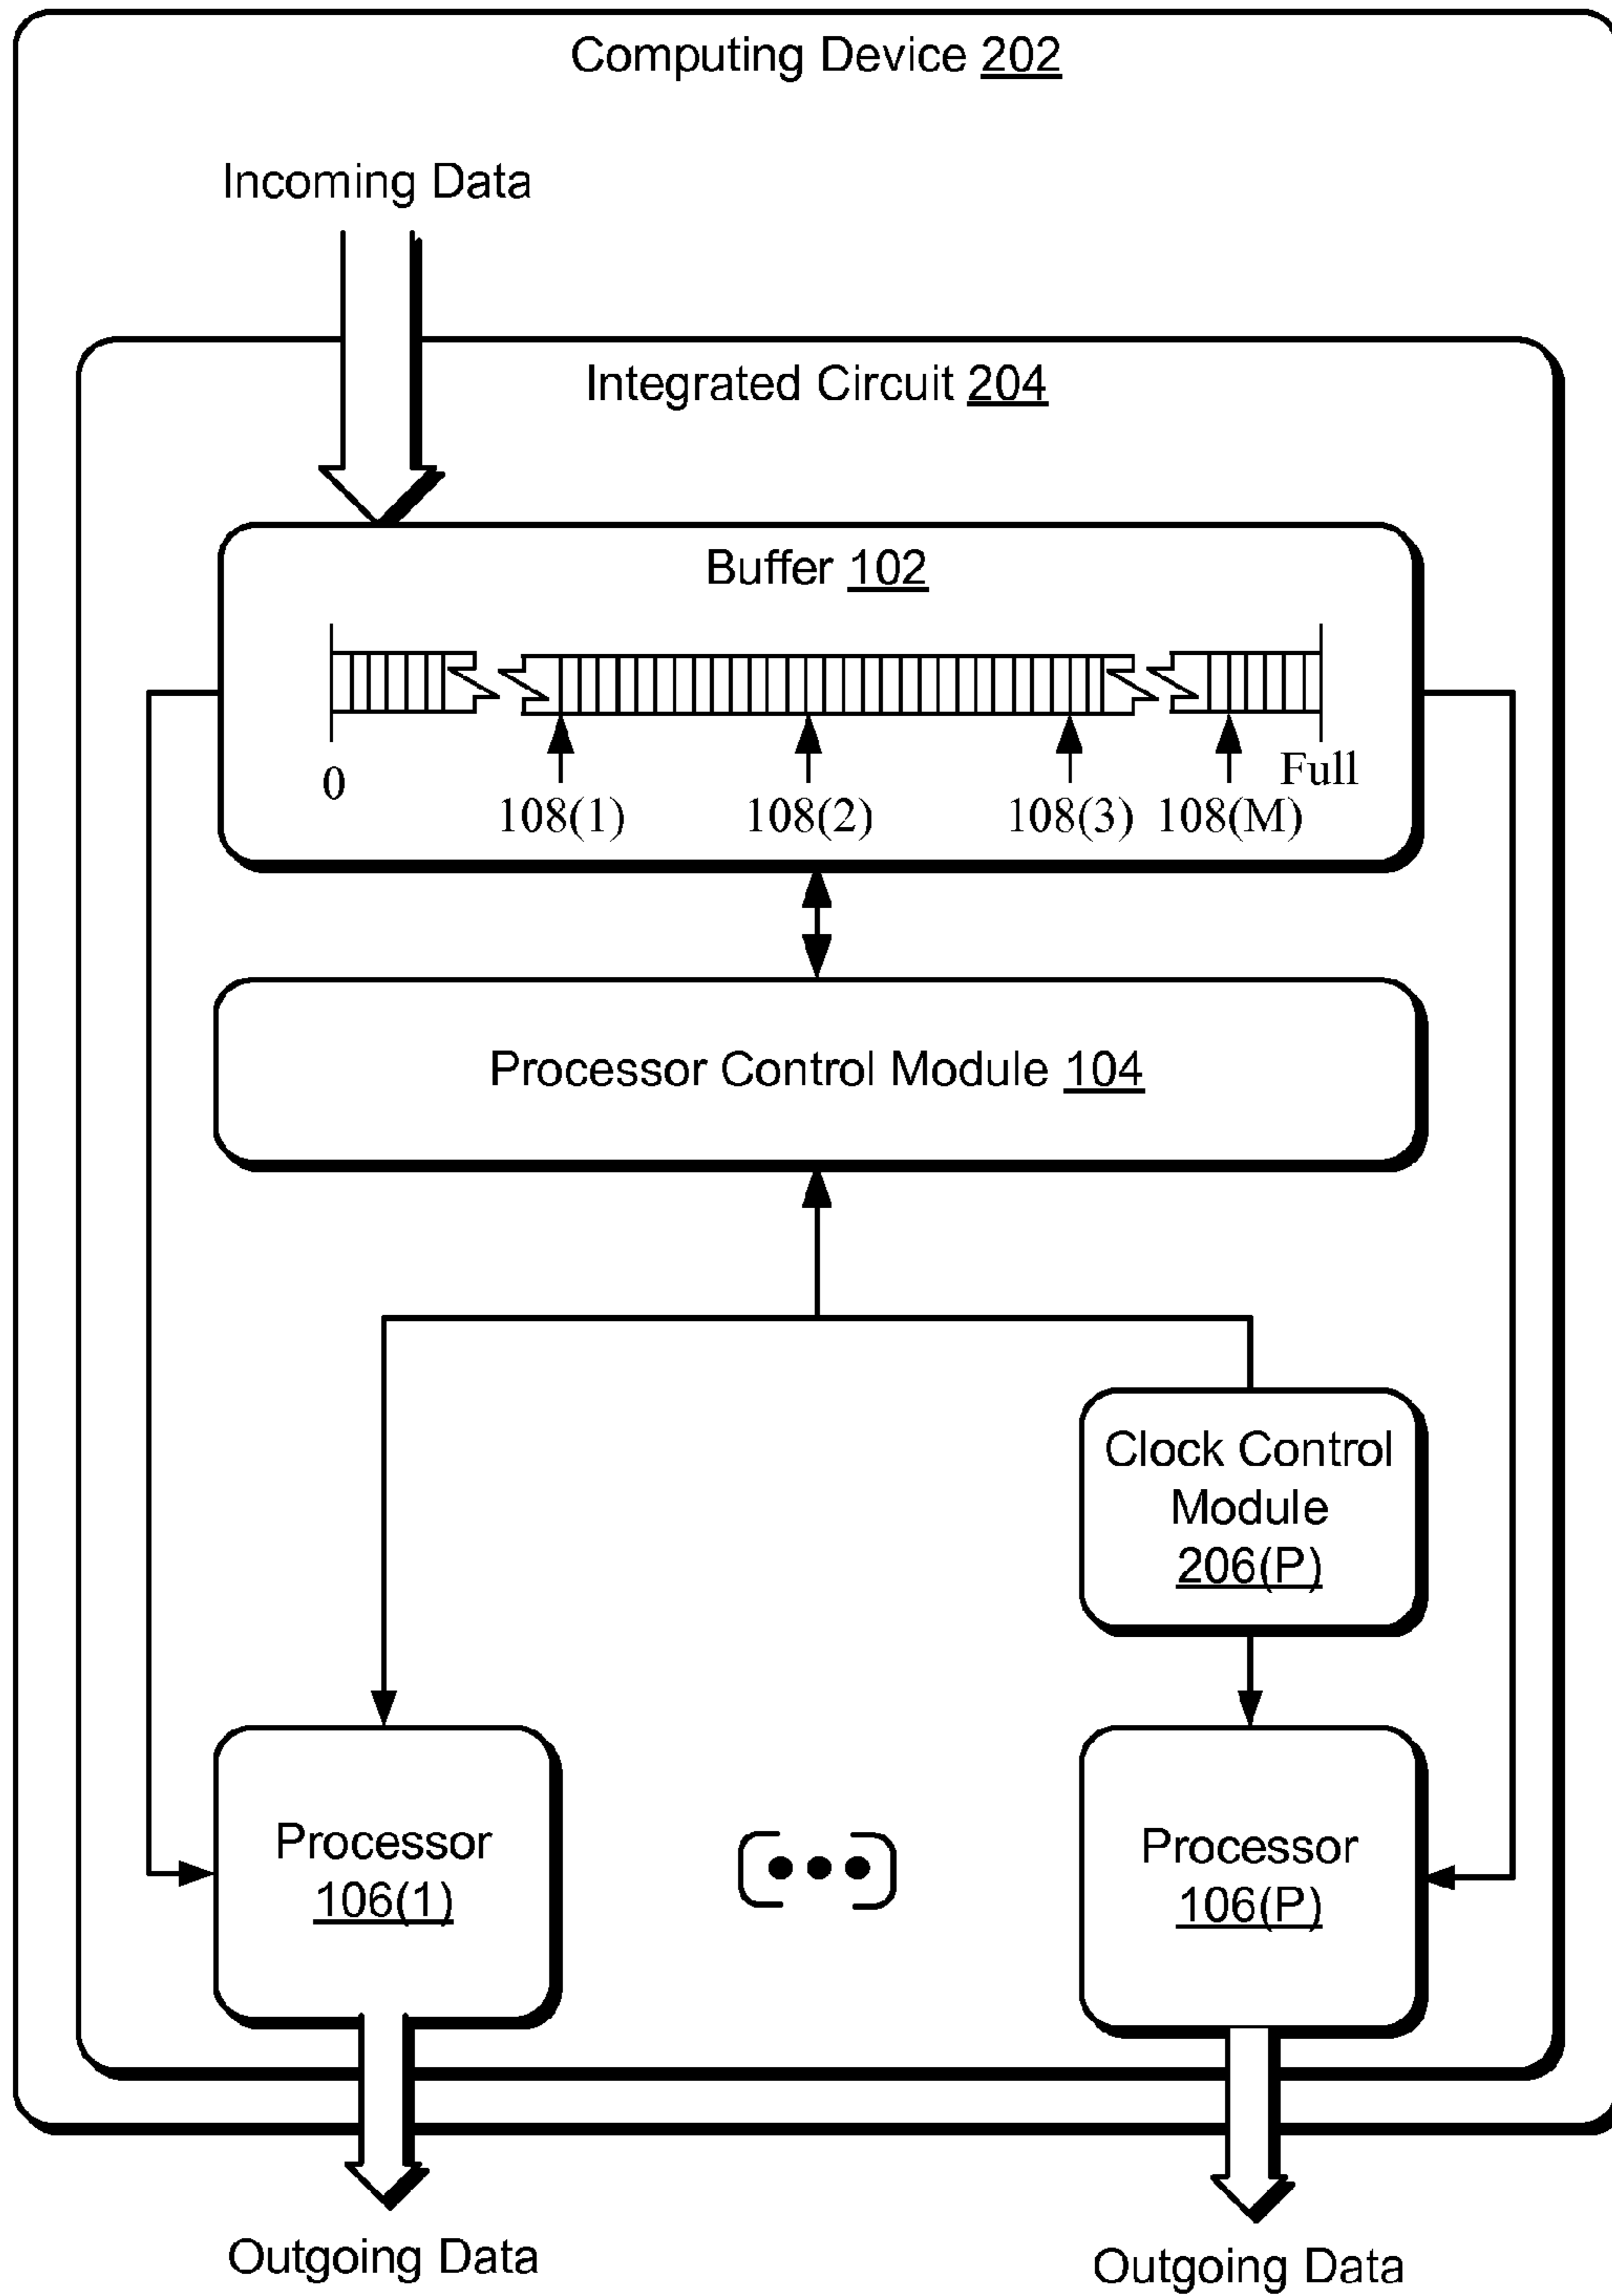 Computing Device 202
Incoming Data
Integrated Circuit 204
Buffer 102
0
Full
108(1)
108(2)
108(3)
108(M)
Processor Control Module 104
Clock Control
Module
206(P)
Processor
106(1)
Processor
106(P)
Outgoing Data
Outgoing Data